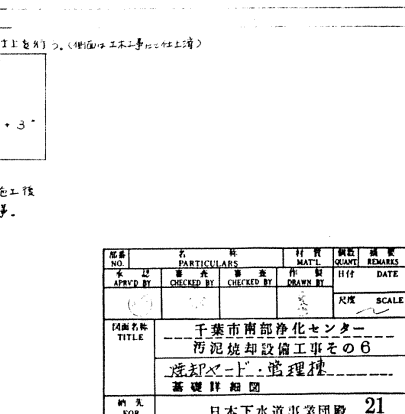 仕上を行う。(側面は土木工事にて仕上済)
+3
施工後
部番 名 称 材 質 個数 摘 要
NO. PARTICULARS MAT'L QUANT REMARKS
承 認 審 査 審 査 作 製 日付 DATE
APRV'D BY CHECKED BY CHECKED BY DRAWN BY
尺度 SCALE
図面名称 千葉市南部浄化センター
TITLE 汚泥焼却設備工事その6
焼却ヤード・管理棟
基礎詳細図
納 先 日本下水道事業団殿 21
FOR